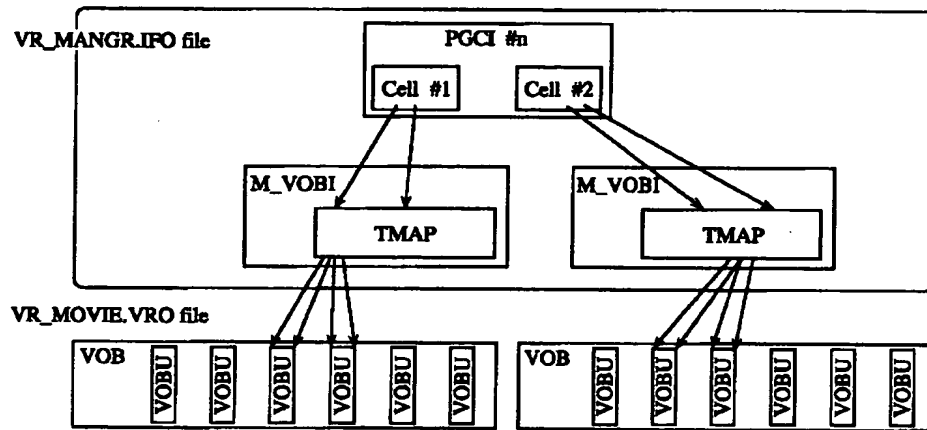 PGCI #n
VR_MANGR.IFO file
Cell #1 Cell #2
M_VOBI M_VOBI
TMAP TMAP
VR_MOVIE.VRO file
VOB VOB
VOBU VOBU VOBU VOBU VOBU VOBU VOBU VOBU VOBU VOBU VOBU VOBU